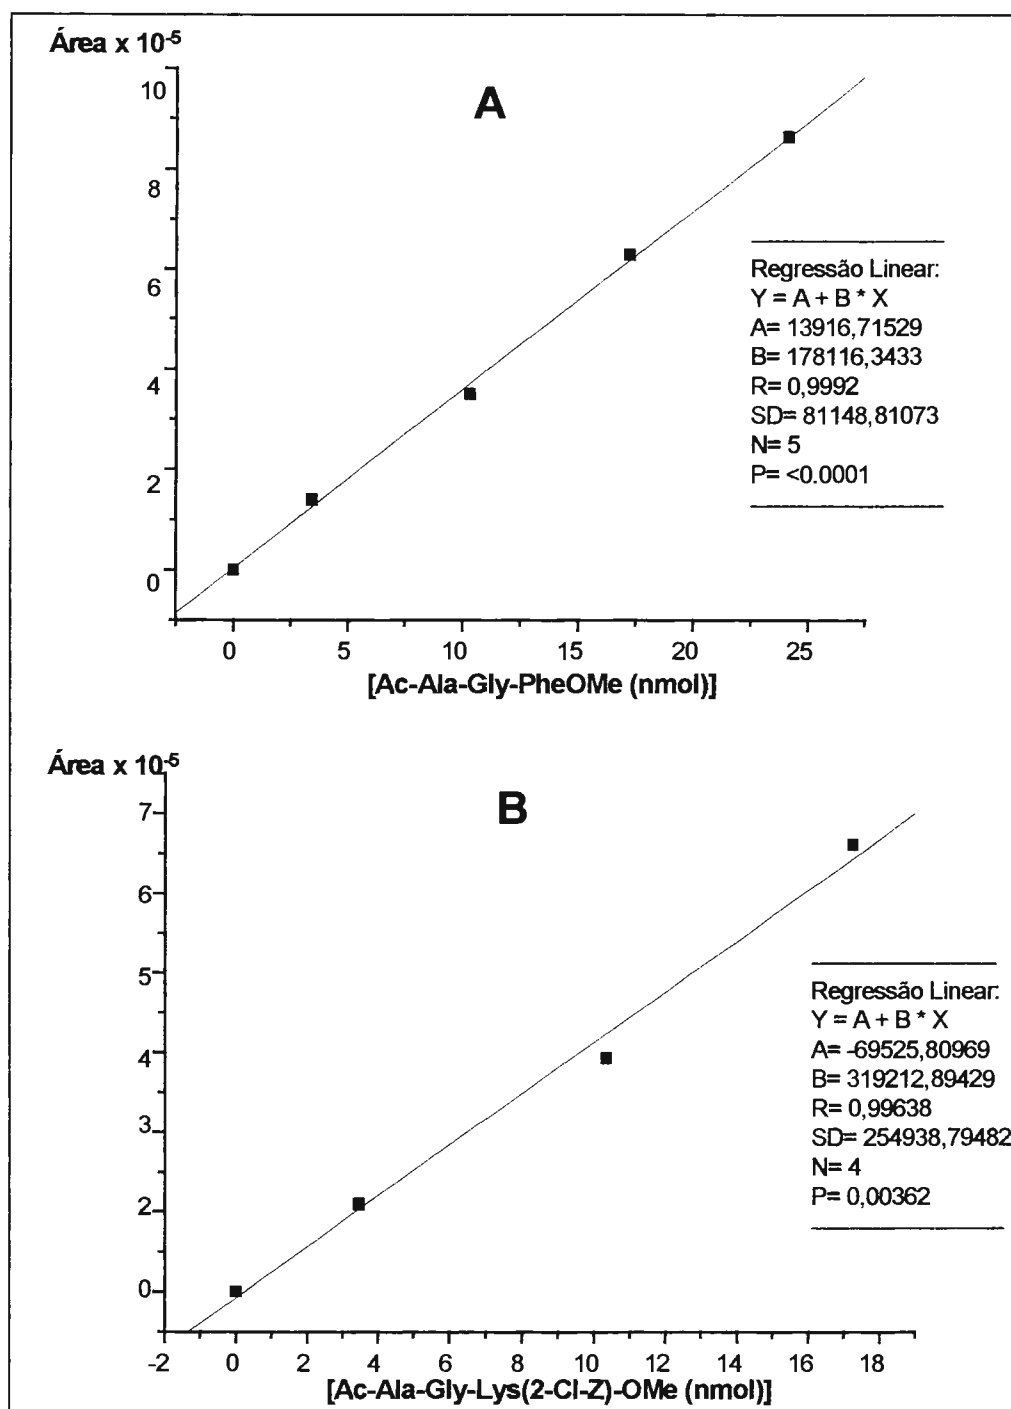 Área x 10-5
A
10
8
6
4
2
0
Regressão Linear:
Y = A + B * X
A= 13916,71529
B= 178116,3433
R= 0,9992
SD= 81148,81073
N= 5
P= <0.0001
0 5 10 15 20 25
[Ac-Ala-Gly-PheOMe (nmol)]
Área x 10-5
B
7
6
5
4
3
2
0
Regressão Linear:
Y = A + B * X
A= -69525,80969
B= 319212,89429
R= 0,99638
SD= 254938,79482
N= 4
P= 0,00362
-2 0 2 4 6 8 10 12 14 16 18
[Ac-Ala-Gly-Lys(2-Cl-Z)-OMe (nmol)]